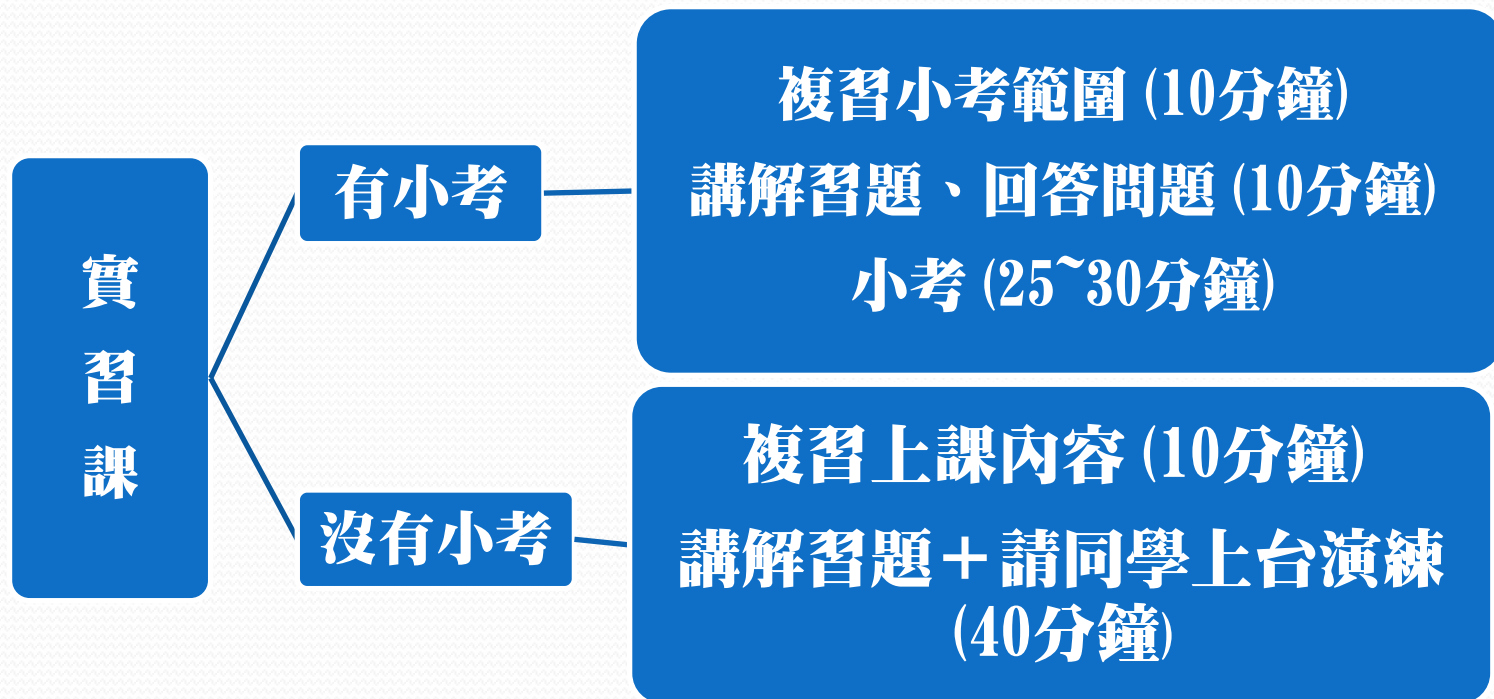 實習課
有小考
複習小考範圍 (10分鐘)
講解習題、回答問題 (10分鐘)
小考 (25~30分鐘)
沒有小考
複習上課內容 (10分鐘)
講解習題＋請同學上台演練
(40分鐘)